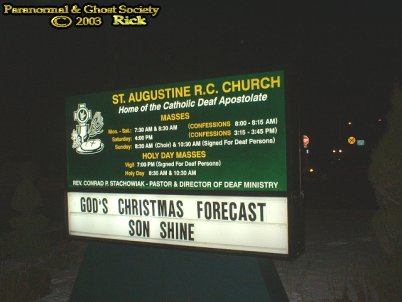 Paranormal & Ghost Society
© 2003 Rick
ST. AUGUSTINE R.C. CHURCH
Home of the Catholic Deaf Apostolate
MASSES
Mon. - Sat.: 7:30 AM & 8:30 AM (CONFESSIONS 8:00 - 8:15 AM)
Saturday: 4:00 PM (CONFESSIONS 3:15 - 3:45 PM)
Sunday: 8:30 AM (Choir) & 10:30 AM (Signed For Deaf Persons)
HOLY DAY MASSES
Vigil 7:00 PM (Signed For Deaf Persons)
Holy Day 8:30 AM & 10:30 AM
REV. CONRAD P. STACHOWIAK - PASTOR & DIRECTOR OF DEAF MINISTRY
GOD'S CHRISTMAS FORECAST
SON SHINE